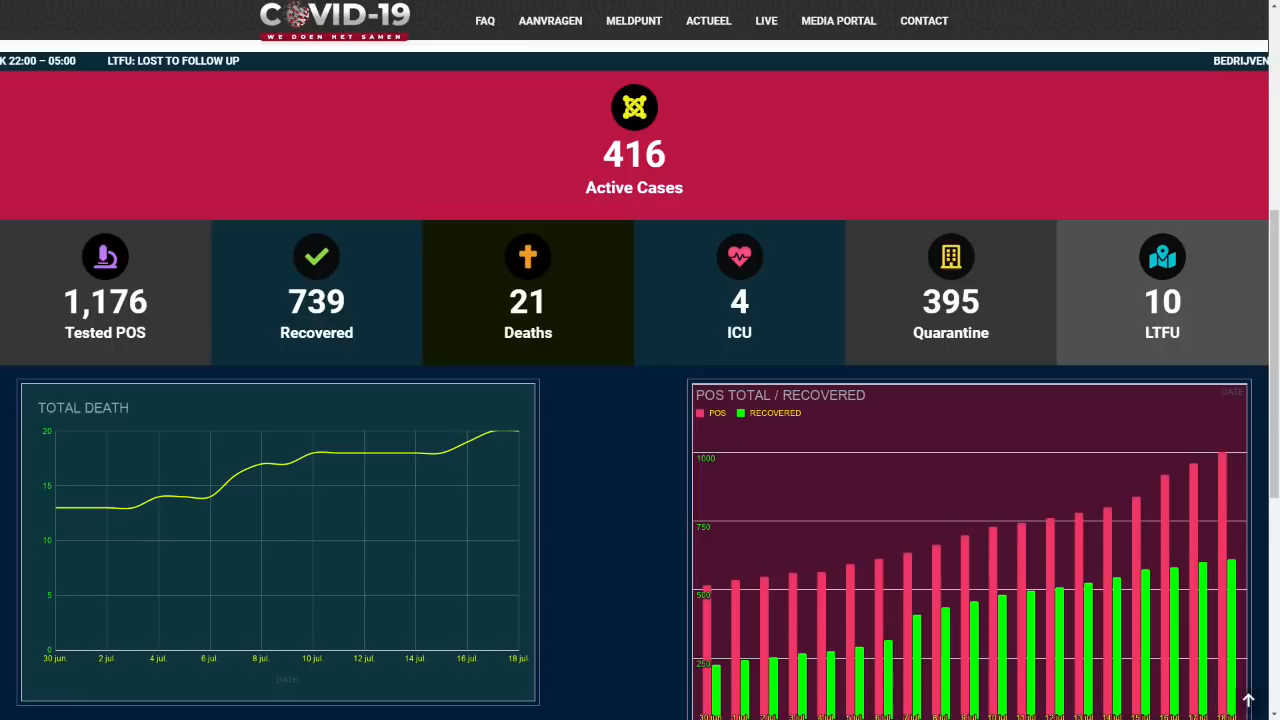 COVID-19
WE DOEN HET SAMEN
FAQ AANVRAGEN MELDPUNT ACTUEEL LIVE MEDIA PORTAL CONTACT
K 22:00 – 05:00 LTFU: LOST TO FOLLOW UP BEDRIJVEN
416
Active Cases
1,176 739 21 4 395 10
Tested POS Recovered Deaths ICU Quarantine LTFU
TOTAL DEATH
20
15
10
5
0
30 jun. 2 jul. 4 jul. 6 jul. 8 jul. 10 jul. 12 jul. 14 jul. 16 jul. 18 jul.
DATE
POS TOTAL / RECOVERED
DATE
POS RECOVERED
1000
750
500
250